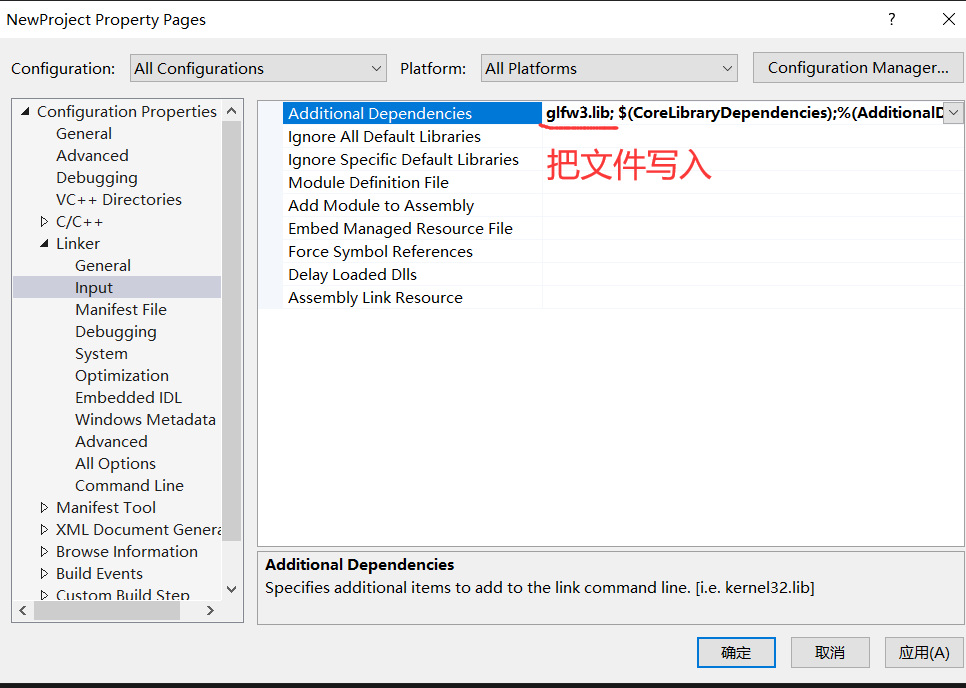 NewProject Property Pages
?
Configuration: All Configurations Platform: All Platforms Configuration Manager...
Configuration Properties
General
Advanced
Debugging
VC++ Directories
C/C++
Linker
General
Input
Manifest File
Debugging
System
Optimization
Embedded IDL
Windows Metadata
Advanced
All Options
Command Line
Manifest Tool
XML Document Genera
Browse Information
Build Events
Custom Build Step
Additional Dependencies glfw3.lib; $(CoreLibraryDependencies);%(AdditionalD
Ignore All Default Libraries
把文件写入
Ignore Specific Default Libraries
Module Definition File
Add Module to Assembly
Embed Managed Resource File
Force Symbol References
Delay Loaded Dlls
Assembly Link Resource
Additional Dependencies
Specifies additional items to add to the link command line. [i.e. kernel32.lib]
确定 取消 应用(A)